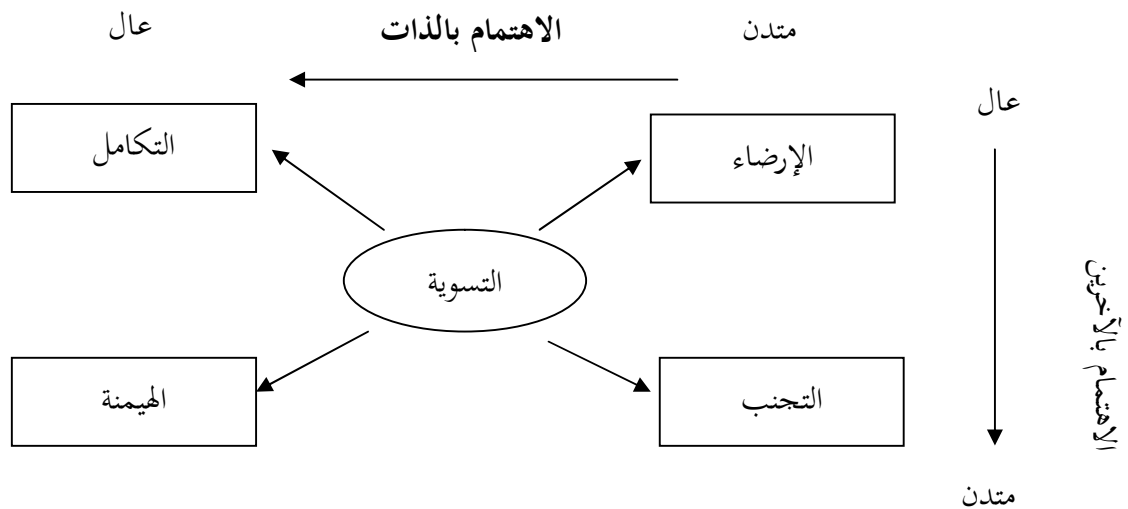 متدن
الاهتمام بالذات
عال
عال
الإرضاء
التكامل
التسوية
الاهتمام بالآخرين
التجنب
الهيمنة
متدن